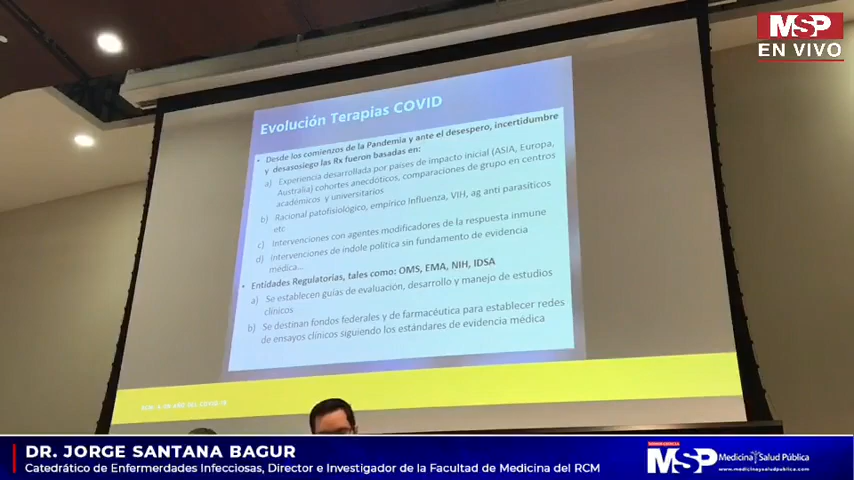 MSP
EN VIVO
Evolución Terapias COVID
• Desde los comienzos de la Pandemia y ante el desespero, incertidumbre
y desasosiego las Rx fueron basadas en:
a) Experiencia desarrollada por países de impacto inicial (ASIA, Europa,
Australia) cohortes anecdóticos, comparaciones de grupo en centros
académicos y universitarios
b) Racional patofisiológico, empírico Influenza, VIH, ag anti parasíticos
etc
c) Intervenciones con agentes modificadores de la respuesta inmune
d) Intervenciones de indole política sin fundamento de evidencia
médica...
• Entidades Regulatorias, tales como: OMS, EMA, NIH, IDSA
a) Se establecen guías de evaluación, desarrollo y manejo de estudios
clínicos
b) Se destinan fondos federales y de farmacéutica para establecer redes
de ensayos clínicos siguiendo los estándares de evidencia médica
DR. JORGE SANTANA BAGUR
Catedrático de Enfermerdades Infecciosas, Director e Investigador de la Facultad de Medicina del RCM
MSP Medicina y Salud Pública
www.medicinaysaludpublica.com